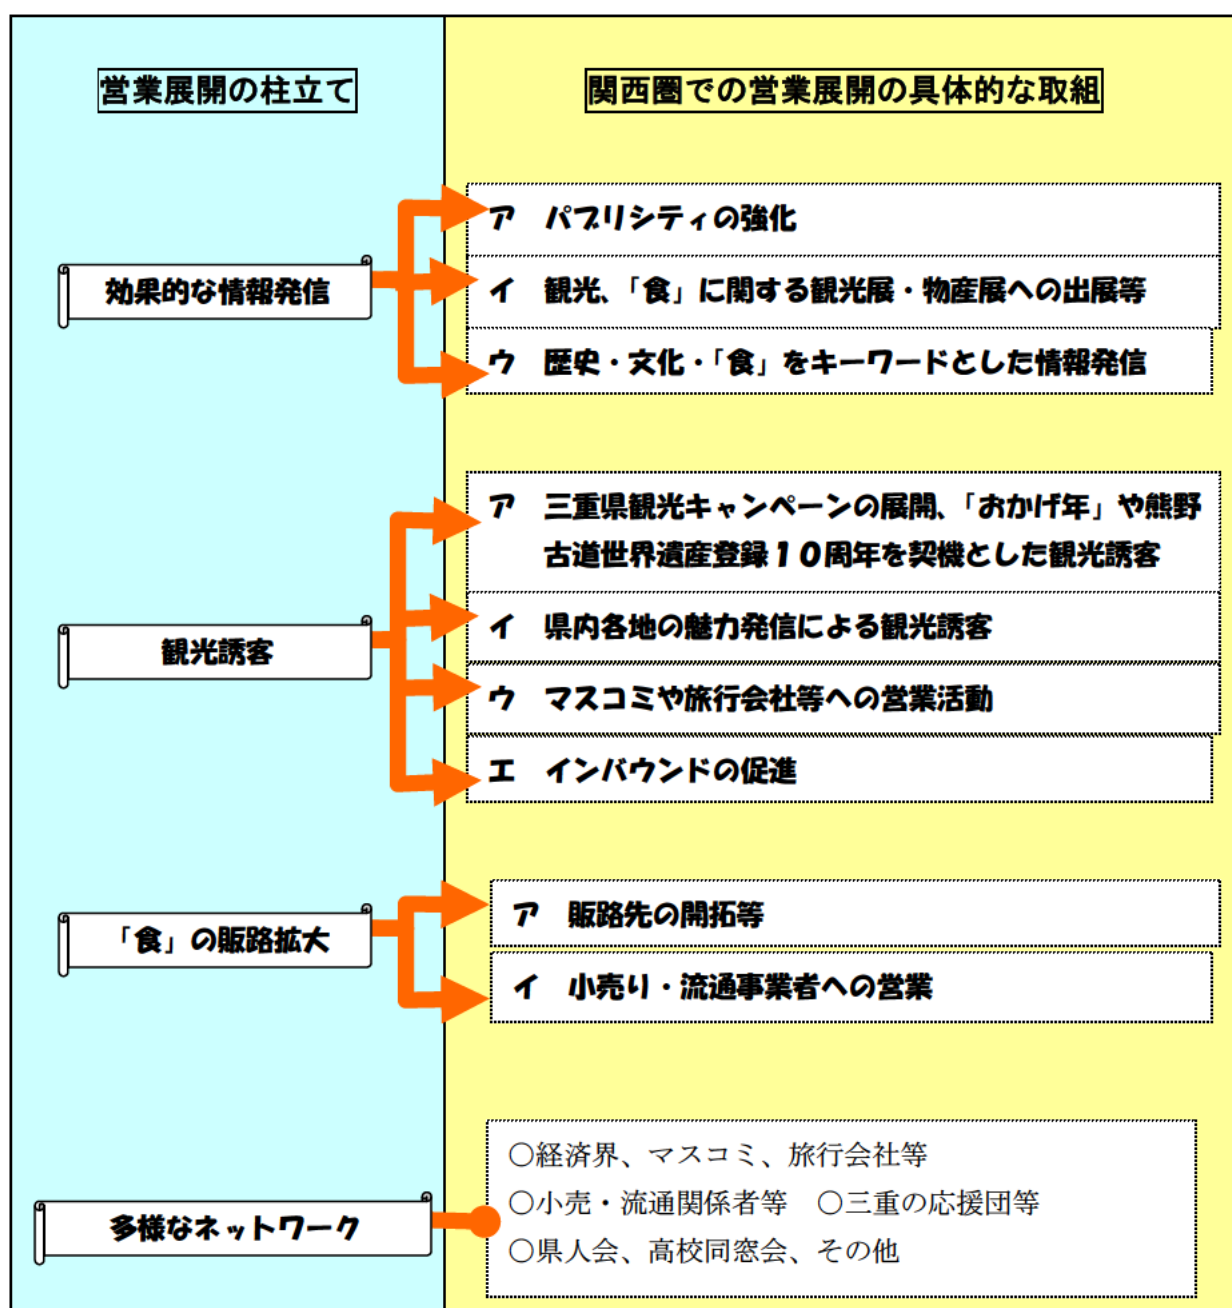 営業展開の柱立て
関西圏での営業展開の具体的な取組
効果的な情報発信
ア　パブリシティの強化
イ　観光、「食」に関する観光展・物産展への出展等
ウ　歴史・文化・「食」をキーワードとした情報発信
観光誘客
ア　三重県観光キャンペーンの展開、「おかげ年」や熊野
古道世界遺産登録１０周年を契機とした観光誘客
イ　県内各地の魅力発信による観光誘客
ウ　マスコミや旅行会社等への営業活動
エ　インバウンドの促進
「食」の販路拡大
ア　販路先の開拓等
イ　小売り・流通事業者への営業
多様なネットワーク
○経済界、マスコミ、旅行会社等
○小売・流通関係者等　○三重の応援団等
○県人会、高校同窓会、その他